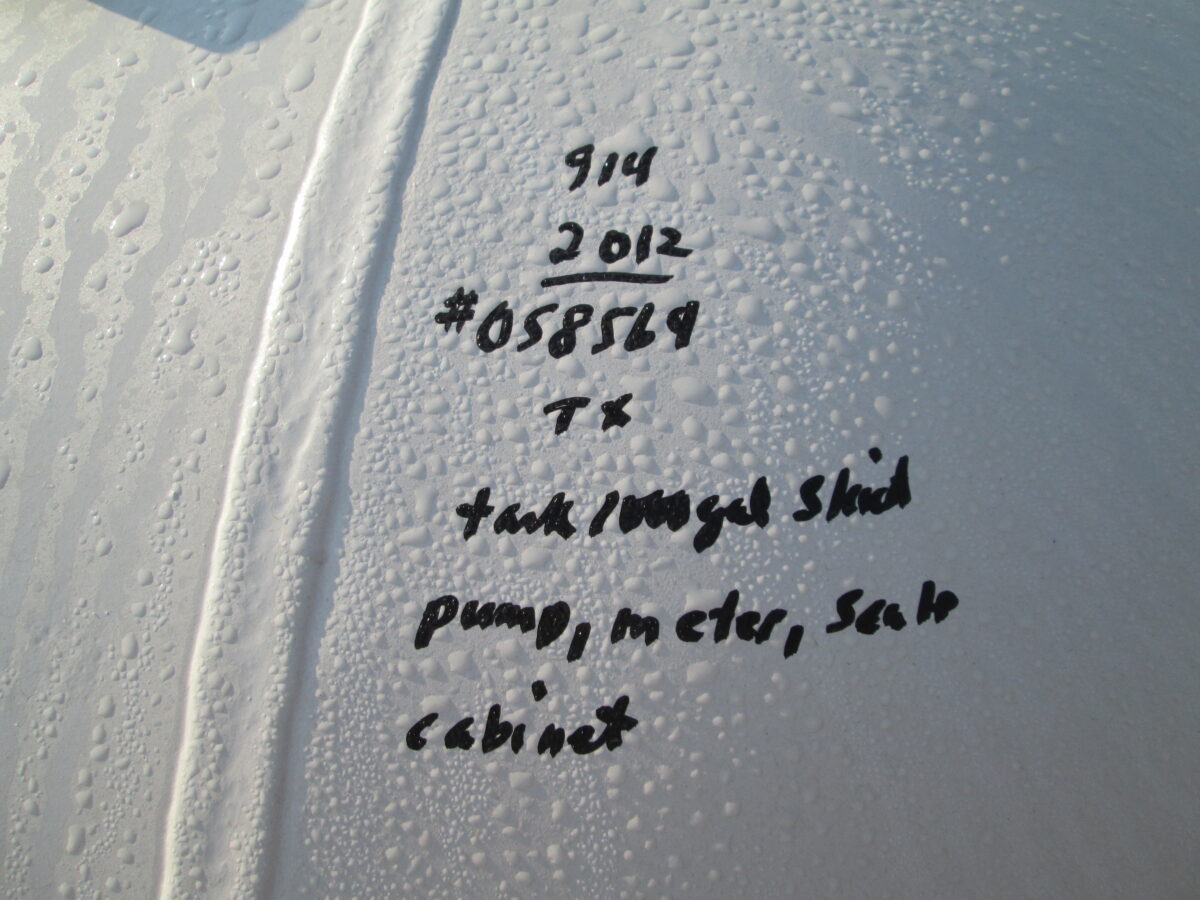 914
2012
#058569
TX
tank 1000gal Skid
pump, meter, Scale
cabinet